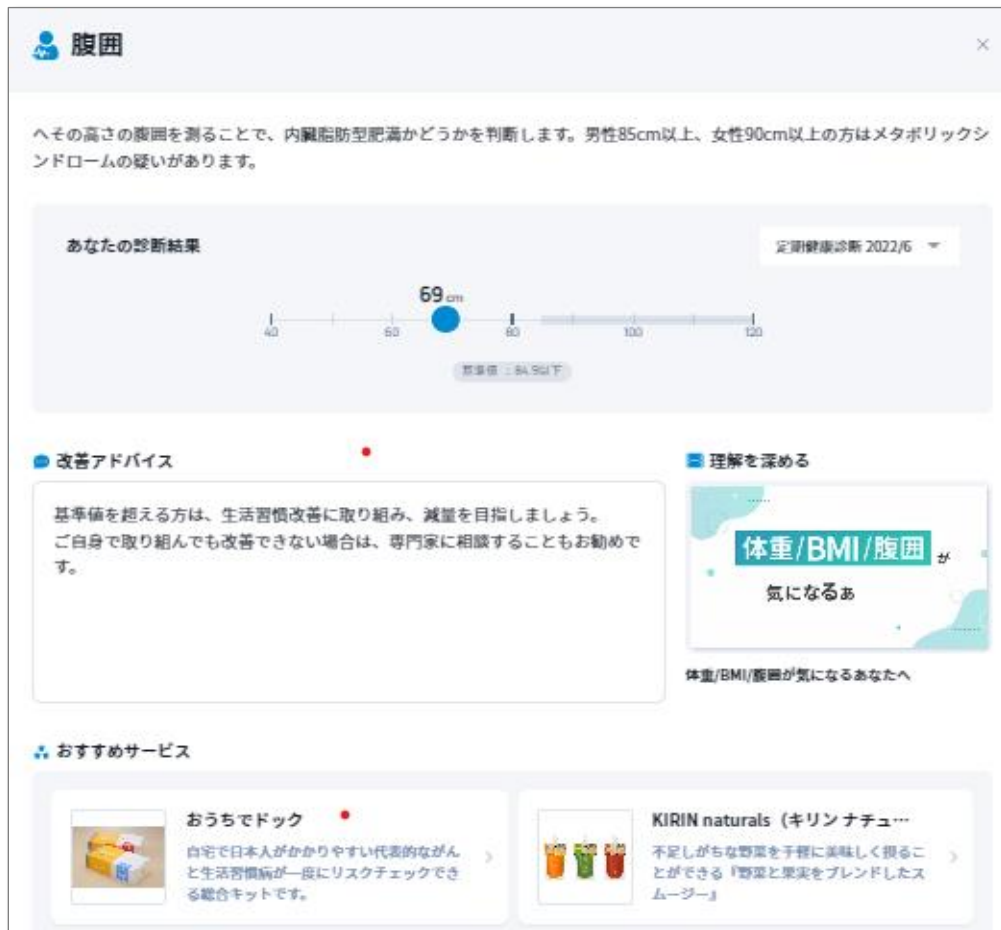 腹囲
へその高さの腹囲を測ることで、内臓脂肪型肥満かどうかを判断します。男性85cm以上、女性90cm以上の方はメタボリックシ
ンドロームの疑いがあります。
あなたの診断結果
定期健康診断 2022/6
69 cm
40 60 80 100 120
基準値 : 84.9以下
改善アドバイス
基準値を超える方は、生活習慣改善に取り組み、減量を目指しましょう。
ご自身で取り組んでも改善できない場合は、専門家に相談することもお勧めで
す。
理解を深める
体重/BMI/腹囲 が
気になるぁ
体重/BMI/腹囲が気になるあなたへ
おすすめサービス
おうちでドック
自宅で日本人がかかりやすい代表的ながん
と生活習慣病が一度にリスクチェックでき
る総合キットです。
KIRIN naturals（キリン ナチュ…
不足しがちな野菜を手軽に美味しく摂るこ
とができる『野菜と果実をブレンドしたス
ムージー』